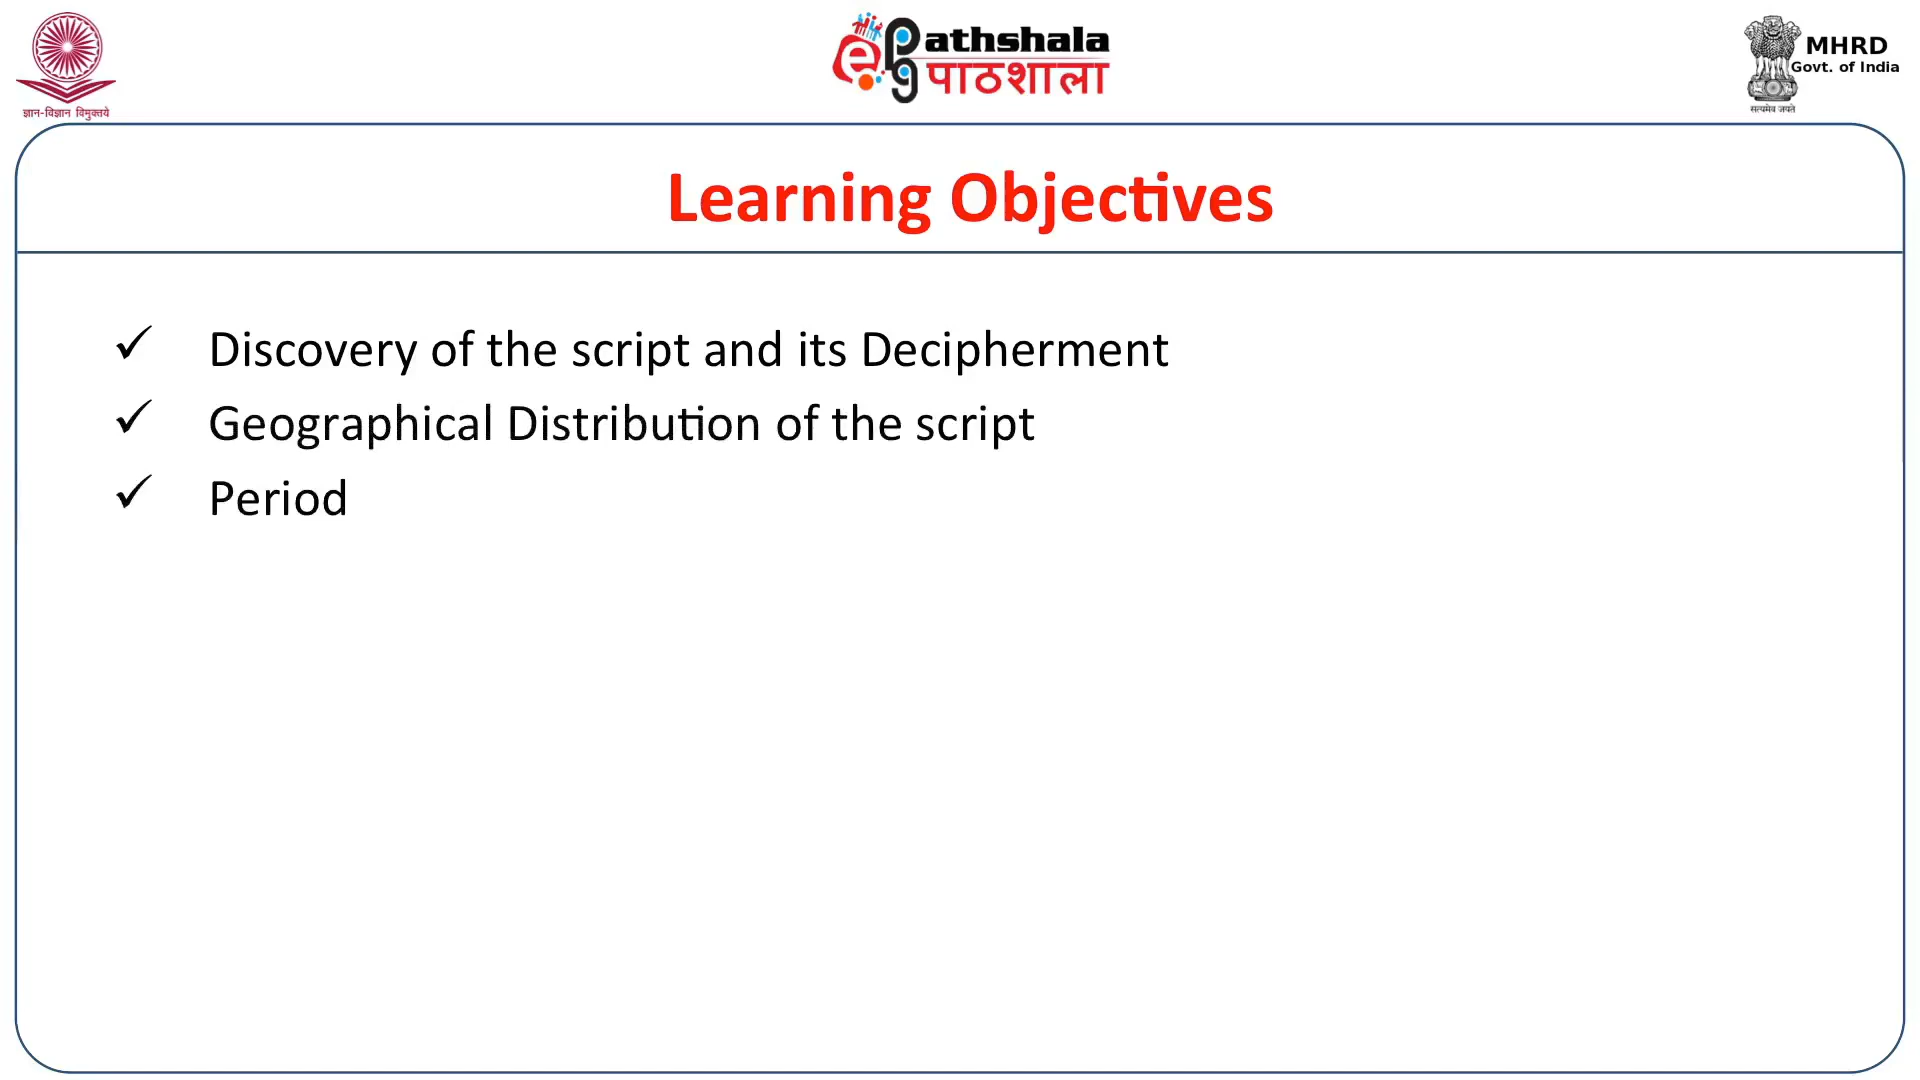 ज्ञान-विज्ञान विमुक्तये
e Pathshala
पाठशाला
MHRD
Govt. of India
सत्यमेव जयते
Learning Objectives
✓ Discovery of the script and its Decipherment
✓ Geographical Distribution of the script
✓ Period